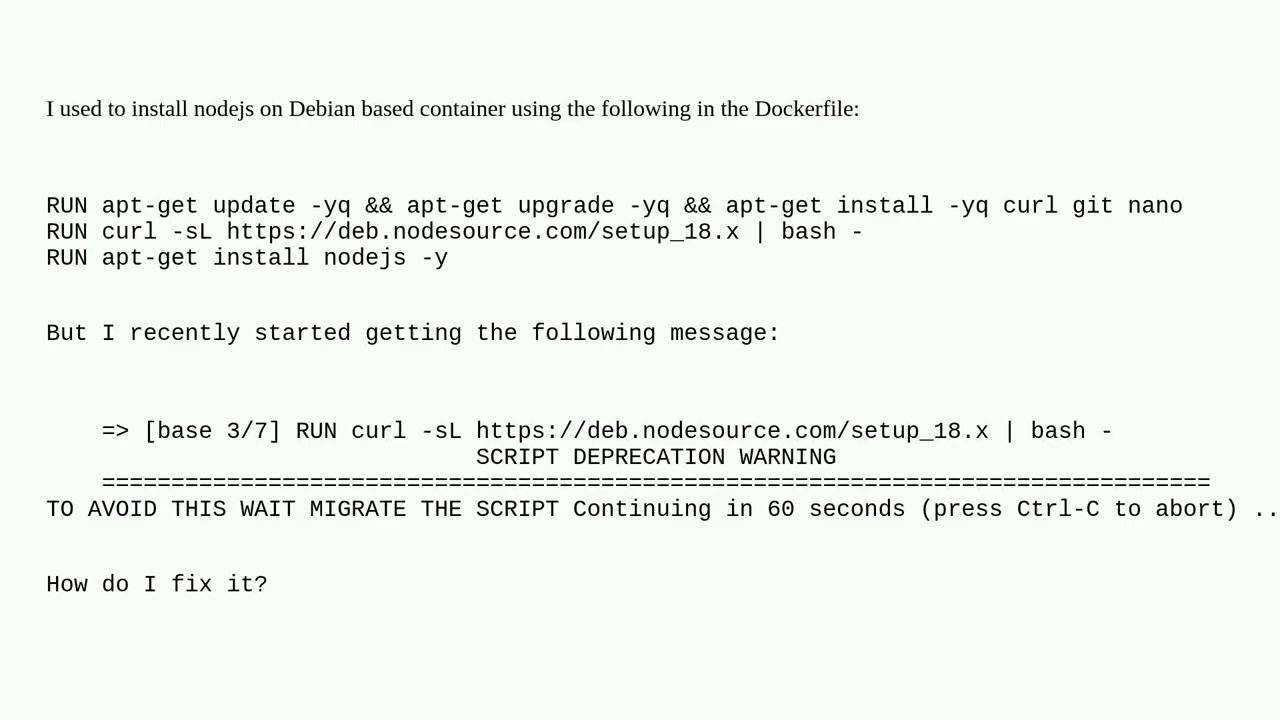 I used to install nodejs on Debian based container using the following in the Dockerfile:
RUN apt-get update -yq && apt-get upgrade -yq && apt-get install -yq curl git nano
RUN curl -sL https://deb.nodesource.com/setup_18.x | bash -
RUN apt-get install nodejs -y
But I recently started getting the following message:
=> [base 3/7] RUN curl -sL https://deb.nodesource.com/setup_18.x | bash -
SCRIPT DEPRECATION WARNING
================================================================================
TO AVOID THIS WAIT MIGRATE THE SCRIPT Continuing in 60 seconds (press Ctrl-C to abort) ..
How do I fix it?